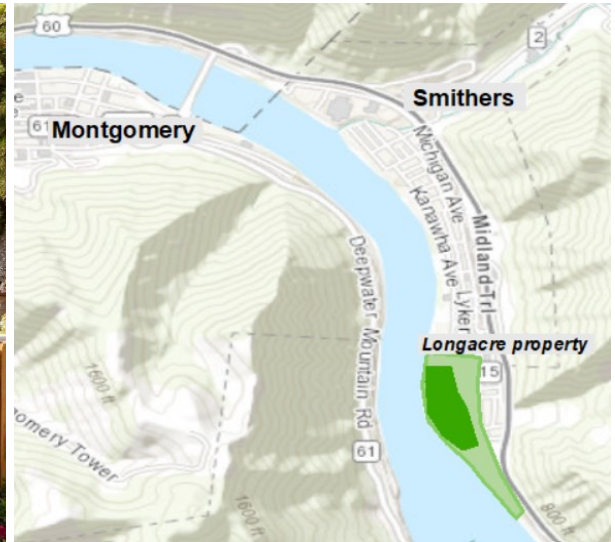 60
2
Smithers
61
Montgomery
Michigan Ave
Kanawha Ave
Midland Trl
Lyker
Deepwater Mountain Rd
Longacre property
15
1600 ft
omery Tower
61
1600 ft
800 ft